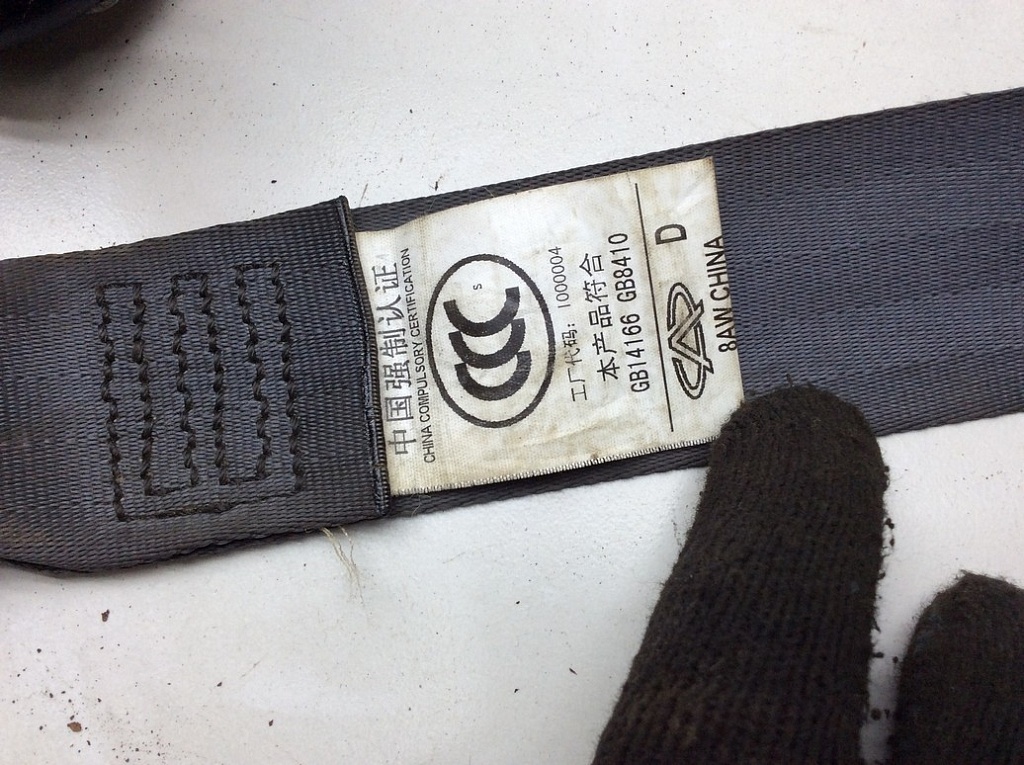 中国强制认证
CHINA COMPULSORY CERTIFICATION
CCC
S
工厂代码: 1000004
本产品符合
GB14166 GB8410
D
8AW CHINA